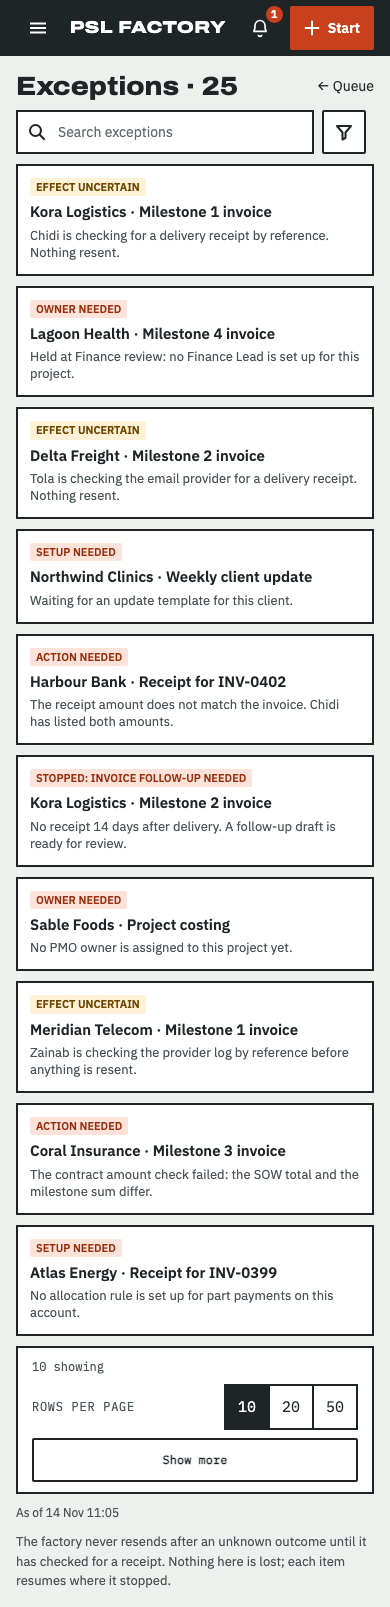 PSL FACTORY
1
Start
Exceptions · 25
← Queue
Search exceptions
EFFECT UNCERTAIN
Kora Logistics · Milestone 1 invoice
Chidi is checking for a delivery receipt by reference.
Nothing resent.
OWNER NEEDED
Lagoon Health · Milestone 4 invoice
Held at Finance review: no Finance Lead is set up for this
project.
EFFECT UNCERTAIN
Delta Freight · Milestone 2 invoice
Tola is checking the email provider for a delivery receipt.
Nothing resent.
SETUP NEEDED
Northwind Clinics · Weekly client update
Waiting for an update template for this client.
ACTION NEEDED
Harbour Bank · Receipt for INV-0402
The receipt amount does not match the invoice. Chidi
has listed both amounts.
STOPPED: INVOICE FOLLOW-UP NEEDED
Kora Logistics · Milestone 2 invoice
No receipt 14 days after delivery. A follow-up draft is
ready for review.
OWNER NEEDED
Sable Foods · Project costing
No PMO owner is assigned to this project yet.
EFFECT UNCERTAIN
Meridian Telecom · Milestone 1 invoice
Zainab is checking the provider log by reference before
anything is resent.
ACTION NEEDED
Coral Insurance · Milestone 3 invoice
The contract amount check failed: the SOW total and the
milestone sum differ.
SETUP NEEDED
Atlas Energy · Receipt for INV-0399
No allocation rule is set up for part payments on this
account.
10 showing
ROWS PER PAGE
10 20 50
Show more
As of 14 Nov 11:05
The factory never resends after an unknown outcome until it
has checked for a receipt. Nothing here is lost; each item
resumes where it stopped.